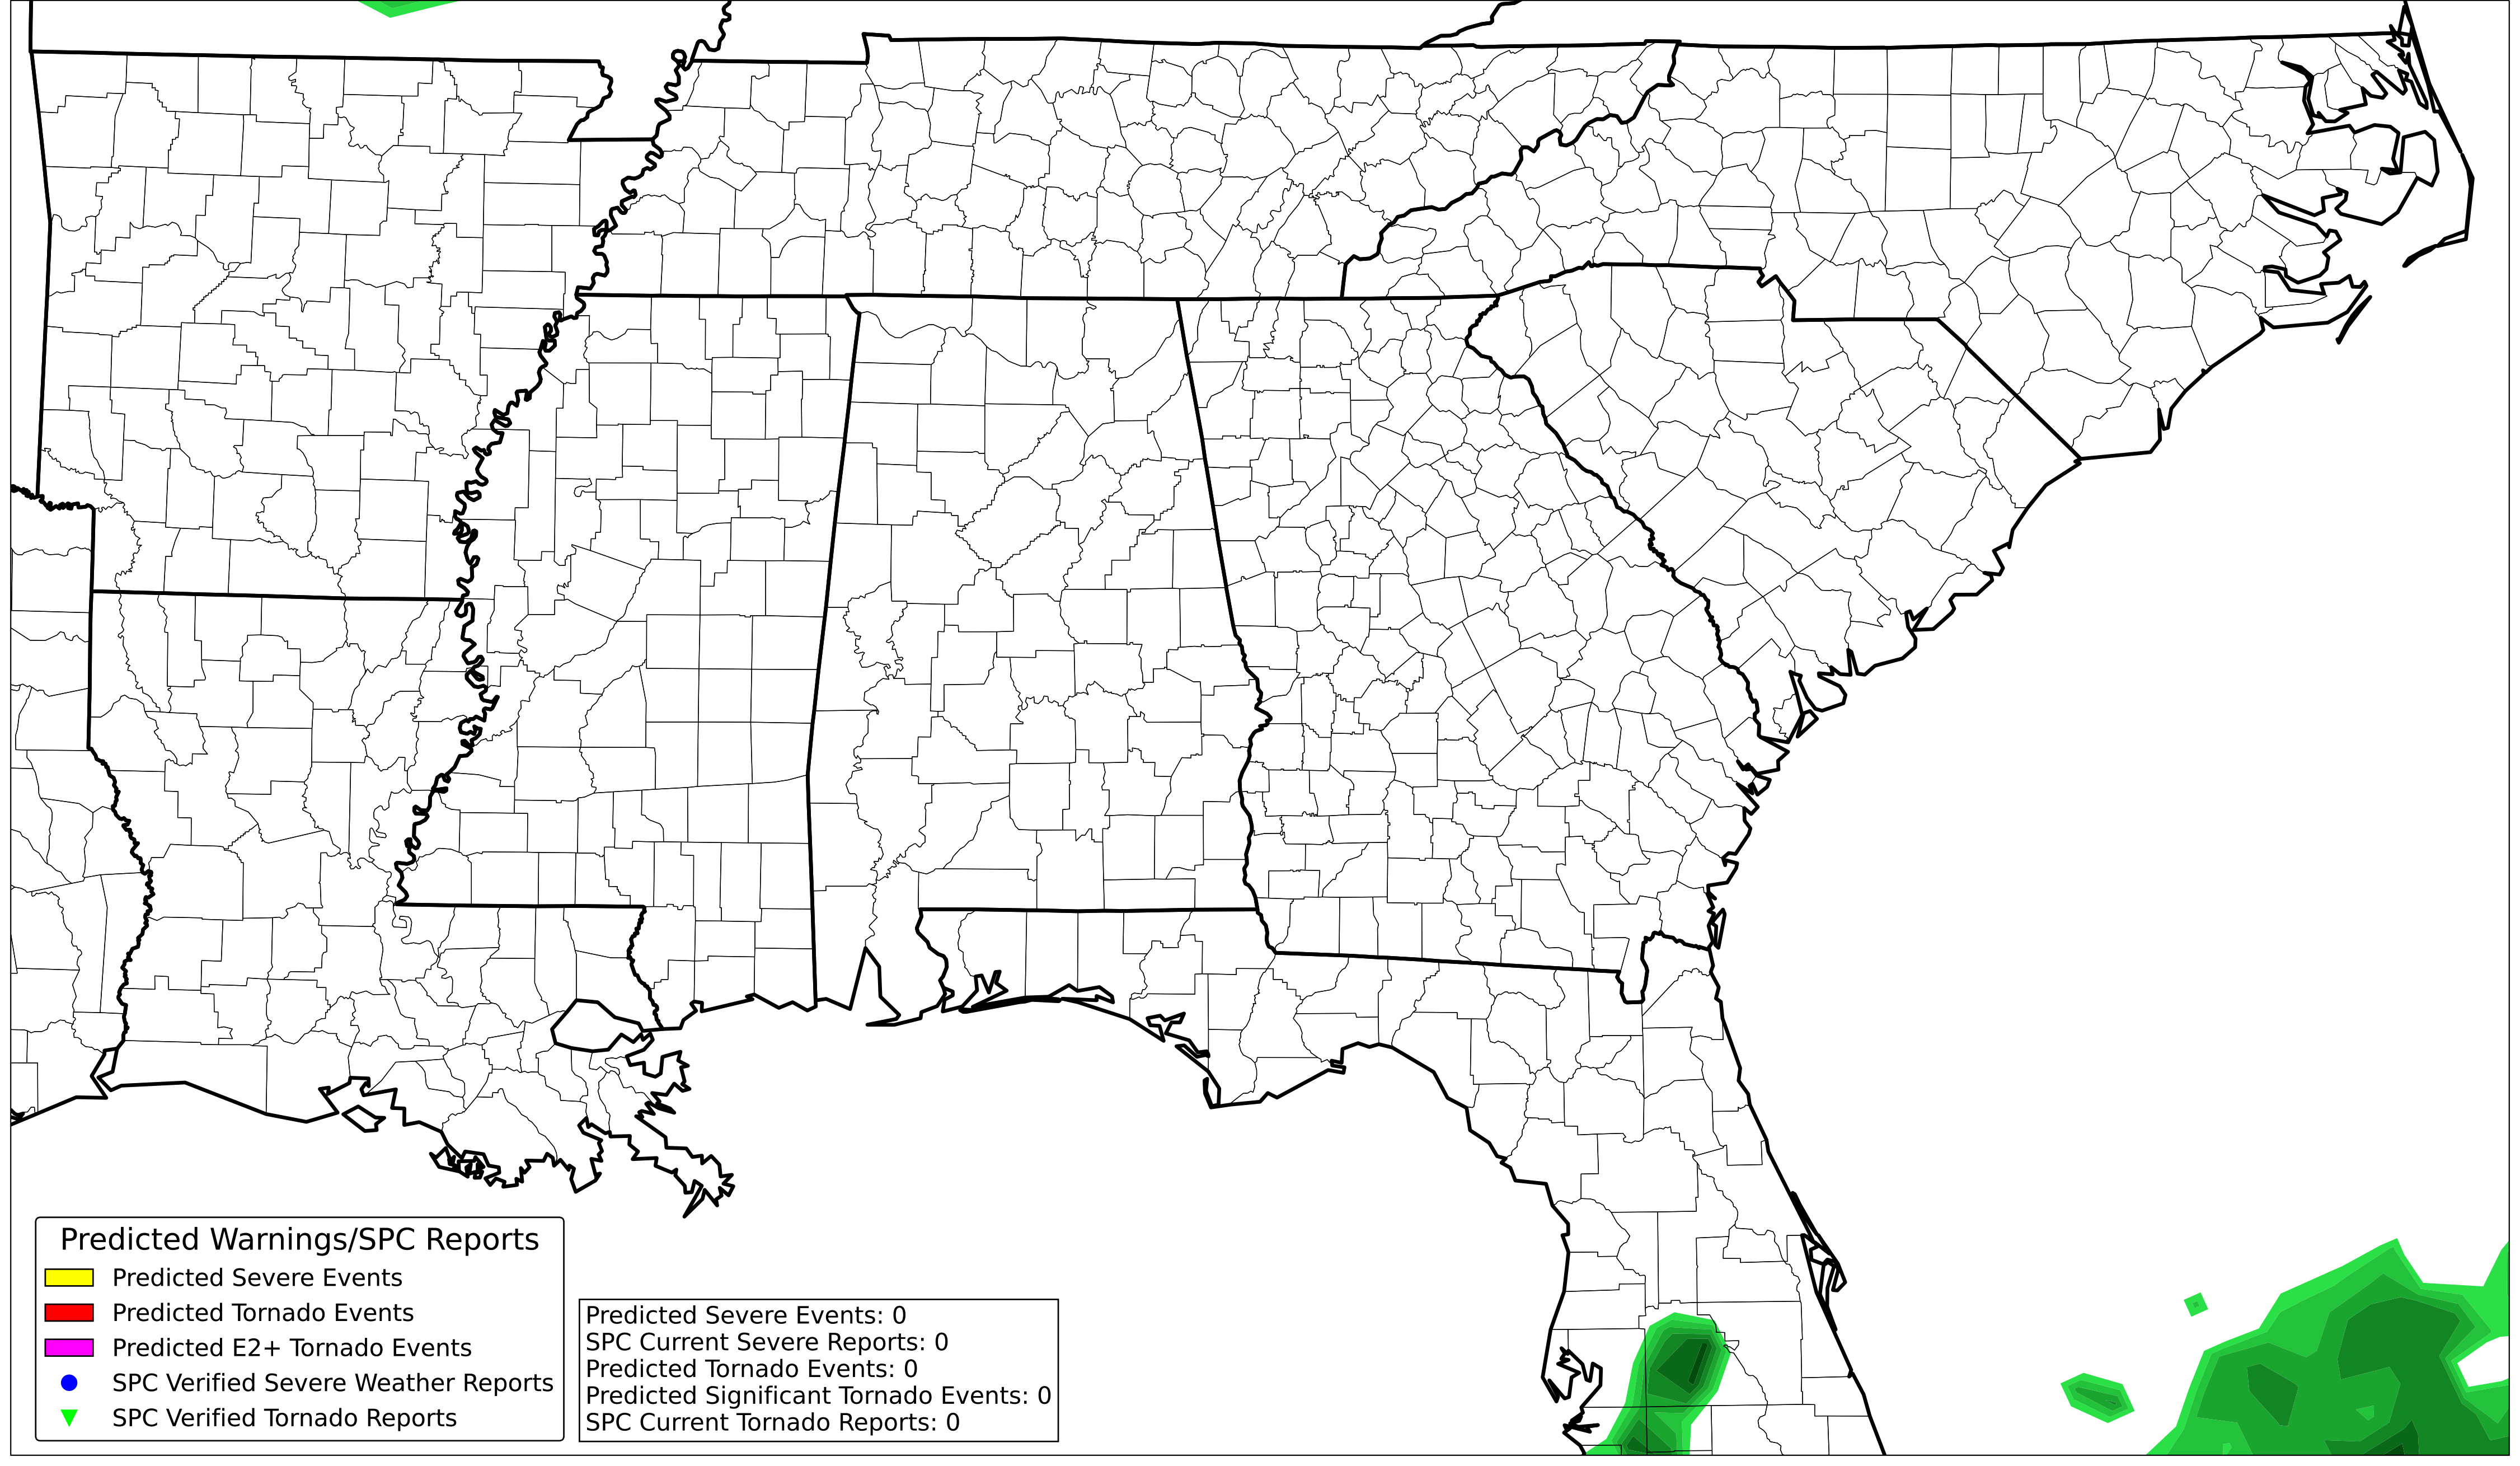 Predicted Warnings/SPC Reports
Predicted Severe Events
Predicted Tornado Events
Predicted E2+ Tornado Events
SPC Verified Severe Weather Reports
SPC Verified Tornado Reports
Predicted Severe Events: 0
SPC Current Severe Reports: 0
Predicted Tornado Events: 0
Predicted Significant Tornado Events: 0
SPC Current Tornado Reports: 0